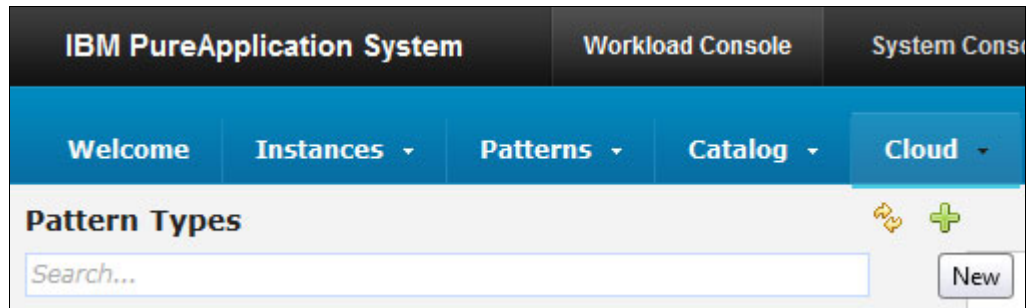 IBM PureApplication System Workload Console System Conso
Welcome Instances Patterns Catalog Cloud
Pattern Types
Search...
New